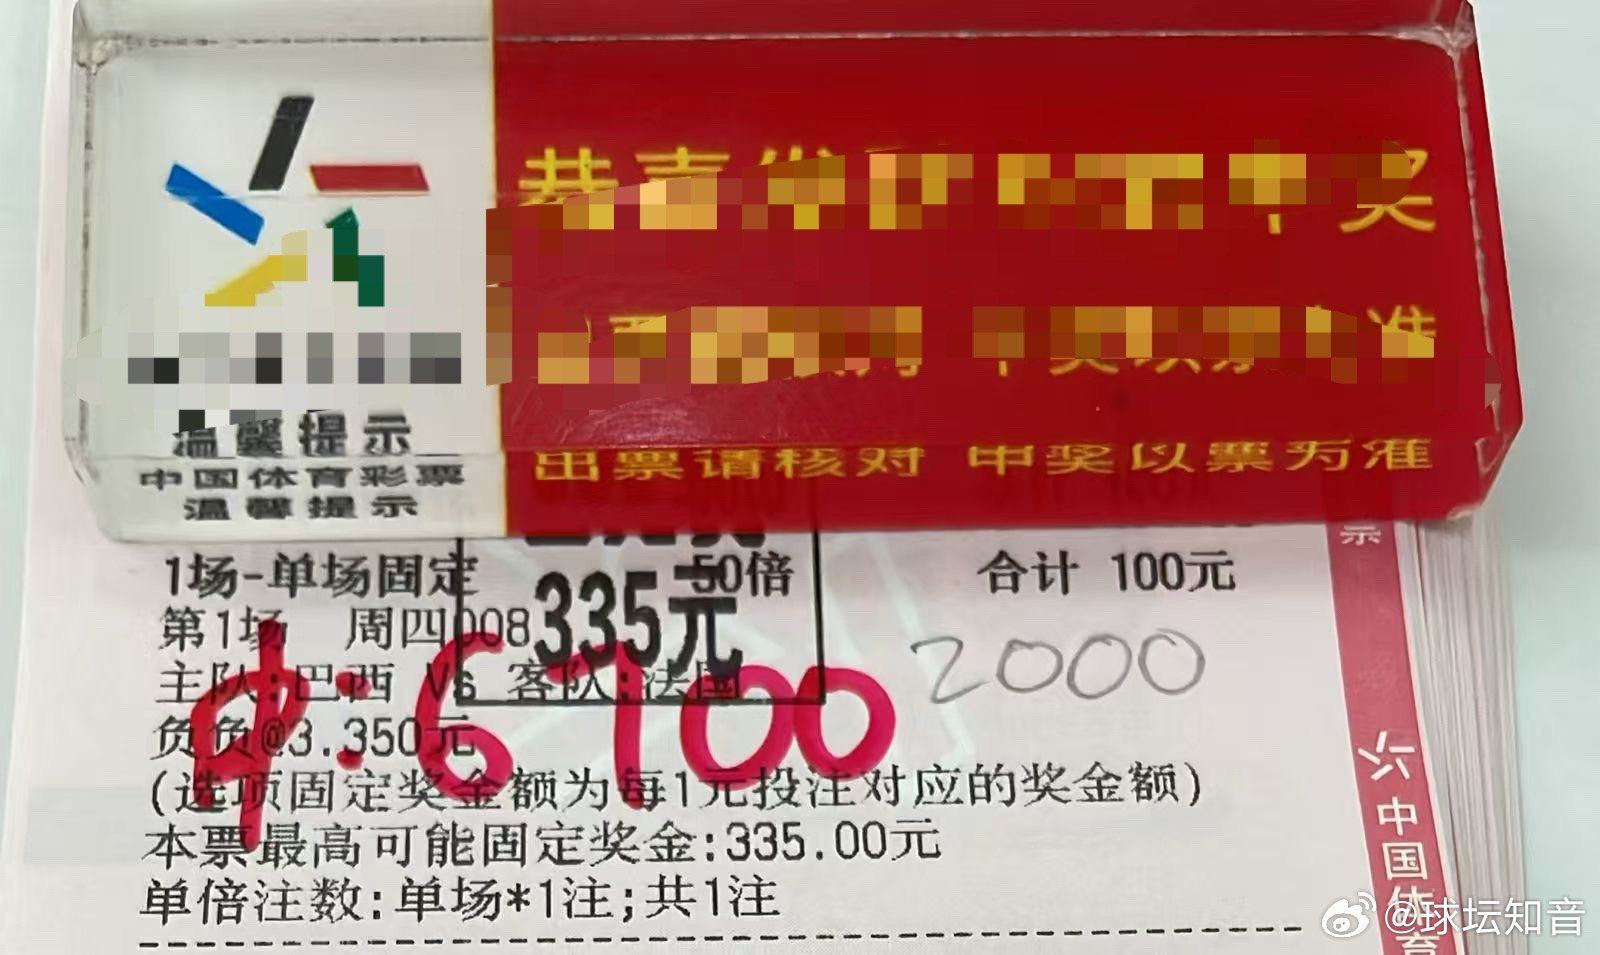 温馨提示
中国体育彩票
温馨提示
出票请核对 中奖以票为准
1场-单场固定 50倍 合计 100元
335元
第1场 周四008
2000
主队:巴西 Vs 客队:法国
中:6700
负负@3.350元
(选项固定奖金额为每1元投注对应的奖金额)
本票最高可能固定奖金:335.00元
单倍注数:单场*1注;共1注
示
中国体育
@球坛知音